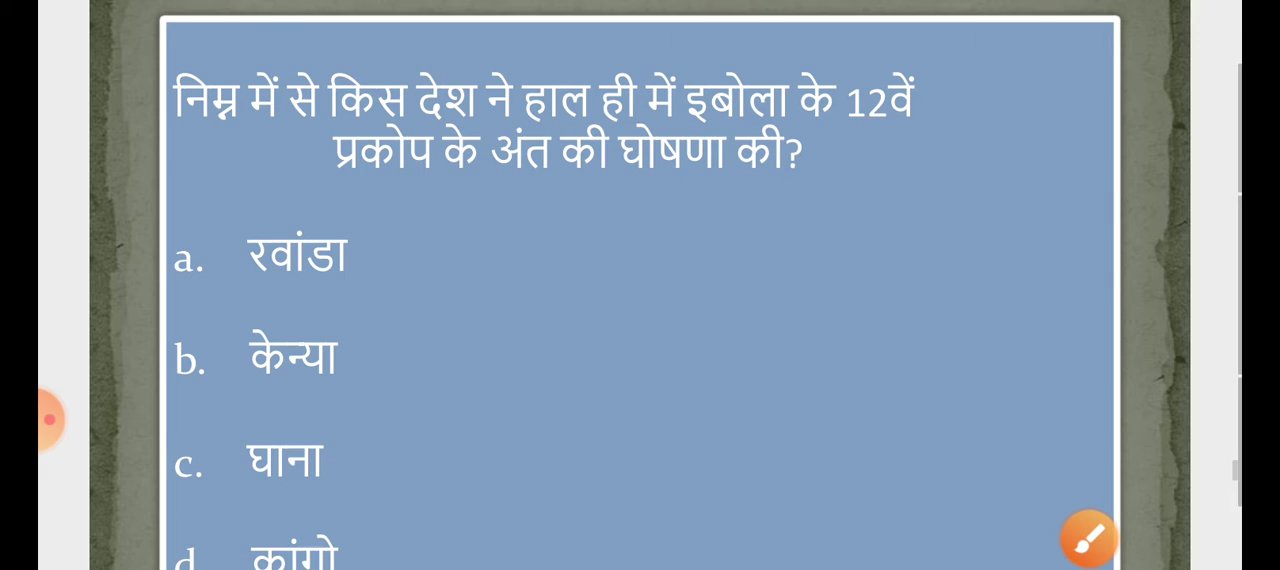 निम्न में से किस देश ने हाल ही में इबोला के 12वें
प्रकोप के अंत की घोषणा की?
a. रवांडा
b. केन्या
c. घाना
d. कांगो